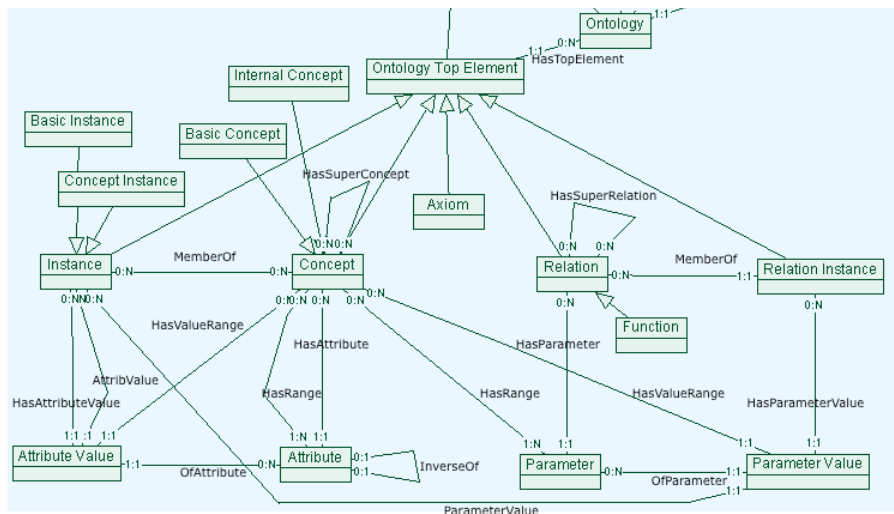 Ontology
1:1
0:N
1:1
HasTopElement
Ontology Top Element
Internal Concept
Basic Instance
Basic Concept
Concept Instance
HasSuperConcept
Axiom
HasSuperRelation
0:N
0:N
0:N
0:N
Instance
0:N
MemberOf
0:N
Concept
Relation
0:N
MemberOf
1:1
Relation Instance
0:N
0:N
0:N
0:N
0:N
0:N
0:N
0:N
Function
HasValueRange
HasAttribute
HasParameter
AttribValue
HasAttributeValue
HasRange
HasRange
HasValueRange
HasParameterValue
1:1
:1
1:1
1:N
1:1
1:N
1:1
1:1
1:1
Attribute Value
1:1
OfAttribute
0:N
Attribute
0:1
0:1
InverseOf
Parameter
0:N
OfParameter
1:1
1:1
Parameter Value
ParameterValue